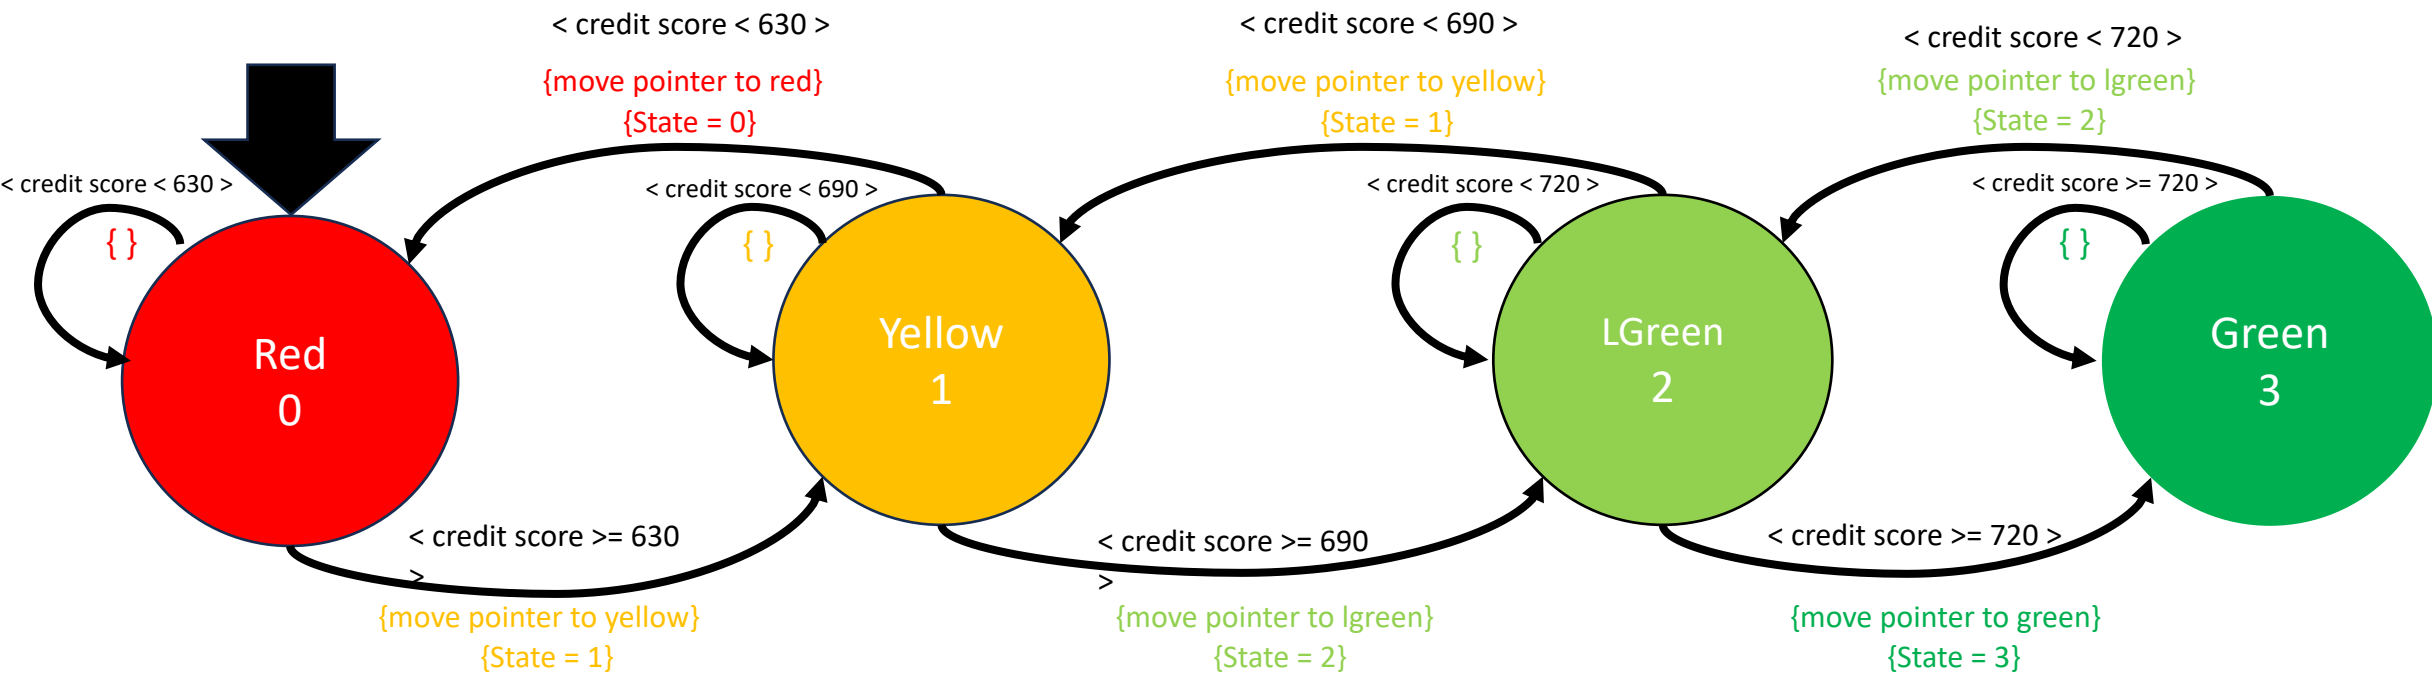 < credit score < 630 >
{move pointer to red}
{State = 0}
< credit score < 690 >
{move pointer to yellow}
{State = 1}
< credit score < 720 >
{move pointer to lgreen}
{State = 2}
< credit score < 630 >
{ }
< credit score < 690 >
{ }
< credit score < 720 >
{ }
< credit score >= 720 >
{ }
Red
0
Yellow
1
LGreen
2
Green
3
< credit score >= 630
>
{move pointer to yellow}
{State = 1}
< credit score >= 690
>
{move pointer to lgreen}
{State = 2}
< credit score >= 720 >
{move pointer to green}
{State = 3}